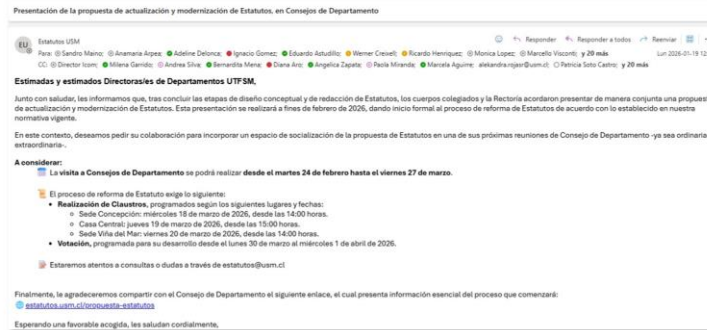 Presentación de la propuesta de actualización y modernización de Estatutos, en Consejos de Departamento
EU
Estatutos USM
Responder Responder a todos Reenviar
Para: Sandro Maino; Anamaria Arpea; Adeline Delonca; Ignacio Gomez; Eduardo Astudillo; Werner Creixell; Ricardo Henriquez; Monica Lopez; Marcello Visconti; y 20 más
Lun 2026-01-19 12
CC: Director Icom; Milena Garrido; Andrea Silva; Bernardita Mena; Diana Aro; Angelica Zapata; Paola Mirande; Marcela Aguirre; alekandra.rojasr@usm.cl; Patricia Soto Castro; y 20 más
Estimadas y estimados Directoras/es de Departamentos UTFSM,
Junto con saludar, les informamos que, tras concluir las etapas de diseño conceptual y de redacción de Estatutos, los cuerpos colegiados y la Rectoría acordaron presentar de manera conjunta una propues
de actualización y modernización de Estatutos. Esta presentación se realizará a fines de febrero de 2026, dando inicio formal al proceso de reforma de Estatutos de acuerdo con lo establecido en nuestra
normativa vigente.
En este contexto, deseamos pedir su colaboración para incorporar un espacio de socialización de la propuesta de Estatutos en una de sus próximas reuniones de Consejo de Departamento -ya sea ordinaria
extraordinaria-.
A considerar:
La visita a Consejos de Departamento se podrá realizar desde el martes 24 de febrero hasta el viernes 27 de marzo.
El proceso de reforma de Estatuto exige lo siguiente:
• Realización de Claustros, programados según los siguientes lugares y fechas:
○ Sede Concepción: miércoles 18 de marzo de 2026, desde las 14:00 horas.
○ Casa Central: jueves 19 de marzo de 2026, desde las 15:00 horas.
○ Sede Viña del Mar: viernes 20 de marzo de 2026, desde las 14:00 horas.
• Votación, programada para su desarrollo desde el lunes 30 de marzo al miércoles 1 de abril de 2026.
Estaremos atentos a consultas o dudas a través de estatutos@usm.cl
Finalmente, le agradeceremos compartir con el Consejo de Departamento el siguiente enlace, el cual presenta información esencial del proceso que comenzará:
estatutos.usm.cl/propuesta-estatutos
Esperando una favorable acogida, les saludan cordialmente,